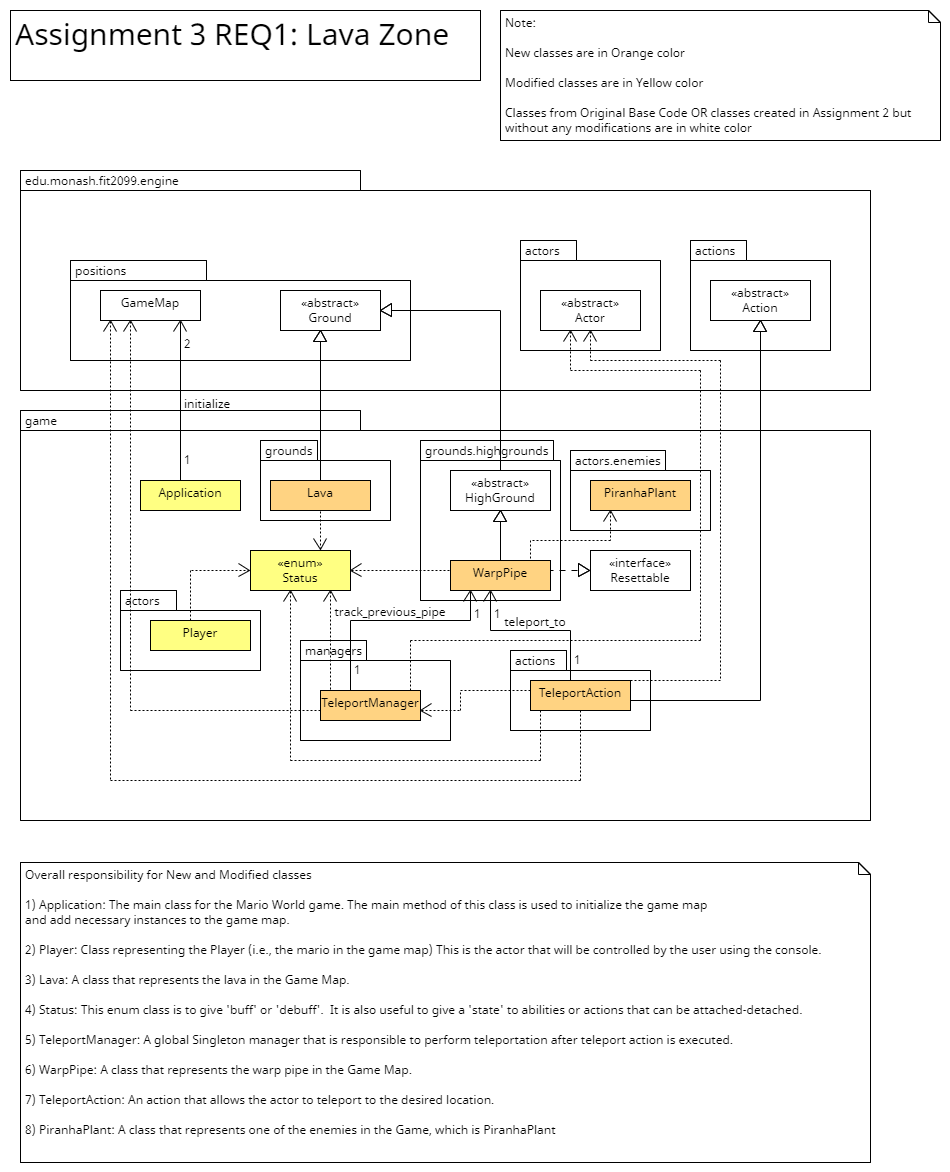 Assignment 3 REQ1: Lava Zone
Note:
New classes are in Orange color
Modified classes are in Yellow color
Classes from Original Base Code OR classes created in Assignment 2 but
without any modifications are in white color
edu.monash.fit2099.engine
positions
GameMap
«abstract»
Ground
actors
«abstract»
Actor
actions
«abstract»
Action
2
initialize
1
game
Application
grounds
Lava
grounds.highgrounds
«abstract»
HighGround
actors.enemies
PiranhaPlant
«enum»
Status
WarpPipe
«interface»
Resettable
actors
Player
track_previous_pipe
1
1
teleport_to
managers
1
TeleportManager
actions
1
TeleportAction
Overall responsibility for New and Modified classes
1) Application: The main class for the Mario World game. The main method of this class is used to initialize the game map
and add necessary instances to the game map.
2) Player: Class representing the Player (i.e., the mario in the game map) This is the actor that will be controlled by the user using the console.
3) Lava: A class that represents the lava in the Game Map.
4) Status: This enum class is to give 'buff' or 'debuff'.  It is also useful to give a 'state' to abilities or actions that can be attached-detached.
5) TeleportManager: A global Singleton manager that is responsible to perform teleportation after teleport action is executed.
6) WarpPipe: A class that represents the warp pipe in the Game Map.
7) TeleportAction: An action that allows the actor to teleport to the desired location.
8) PiranhaPlant: A class that represents one of the enemies in the Game, which is PiranhaPlant